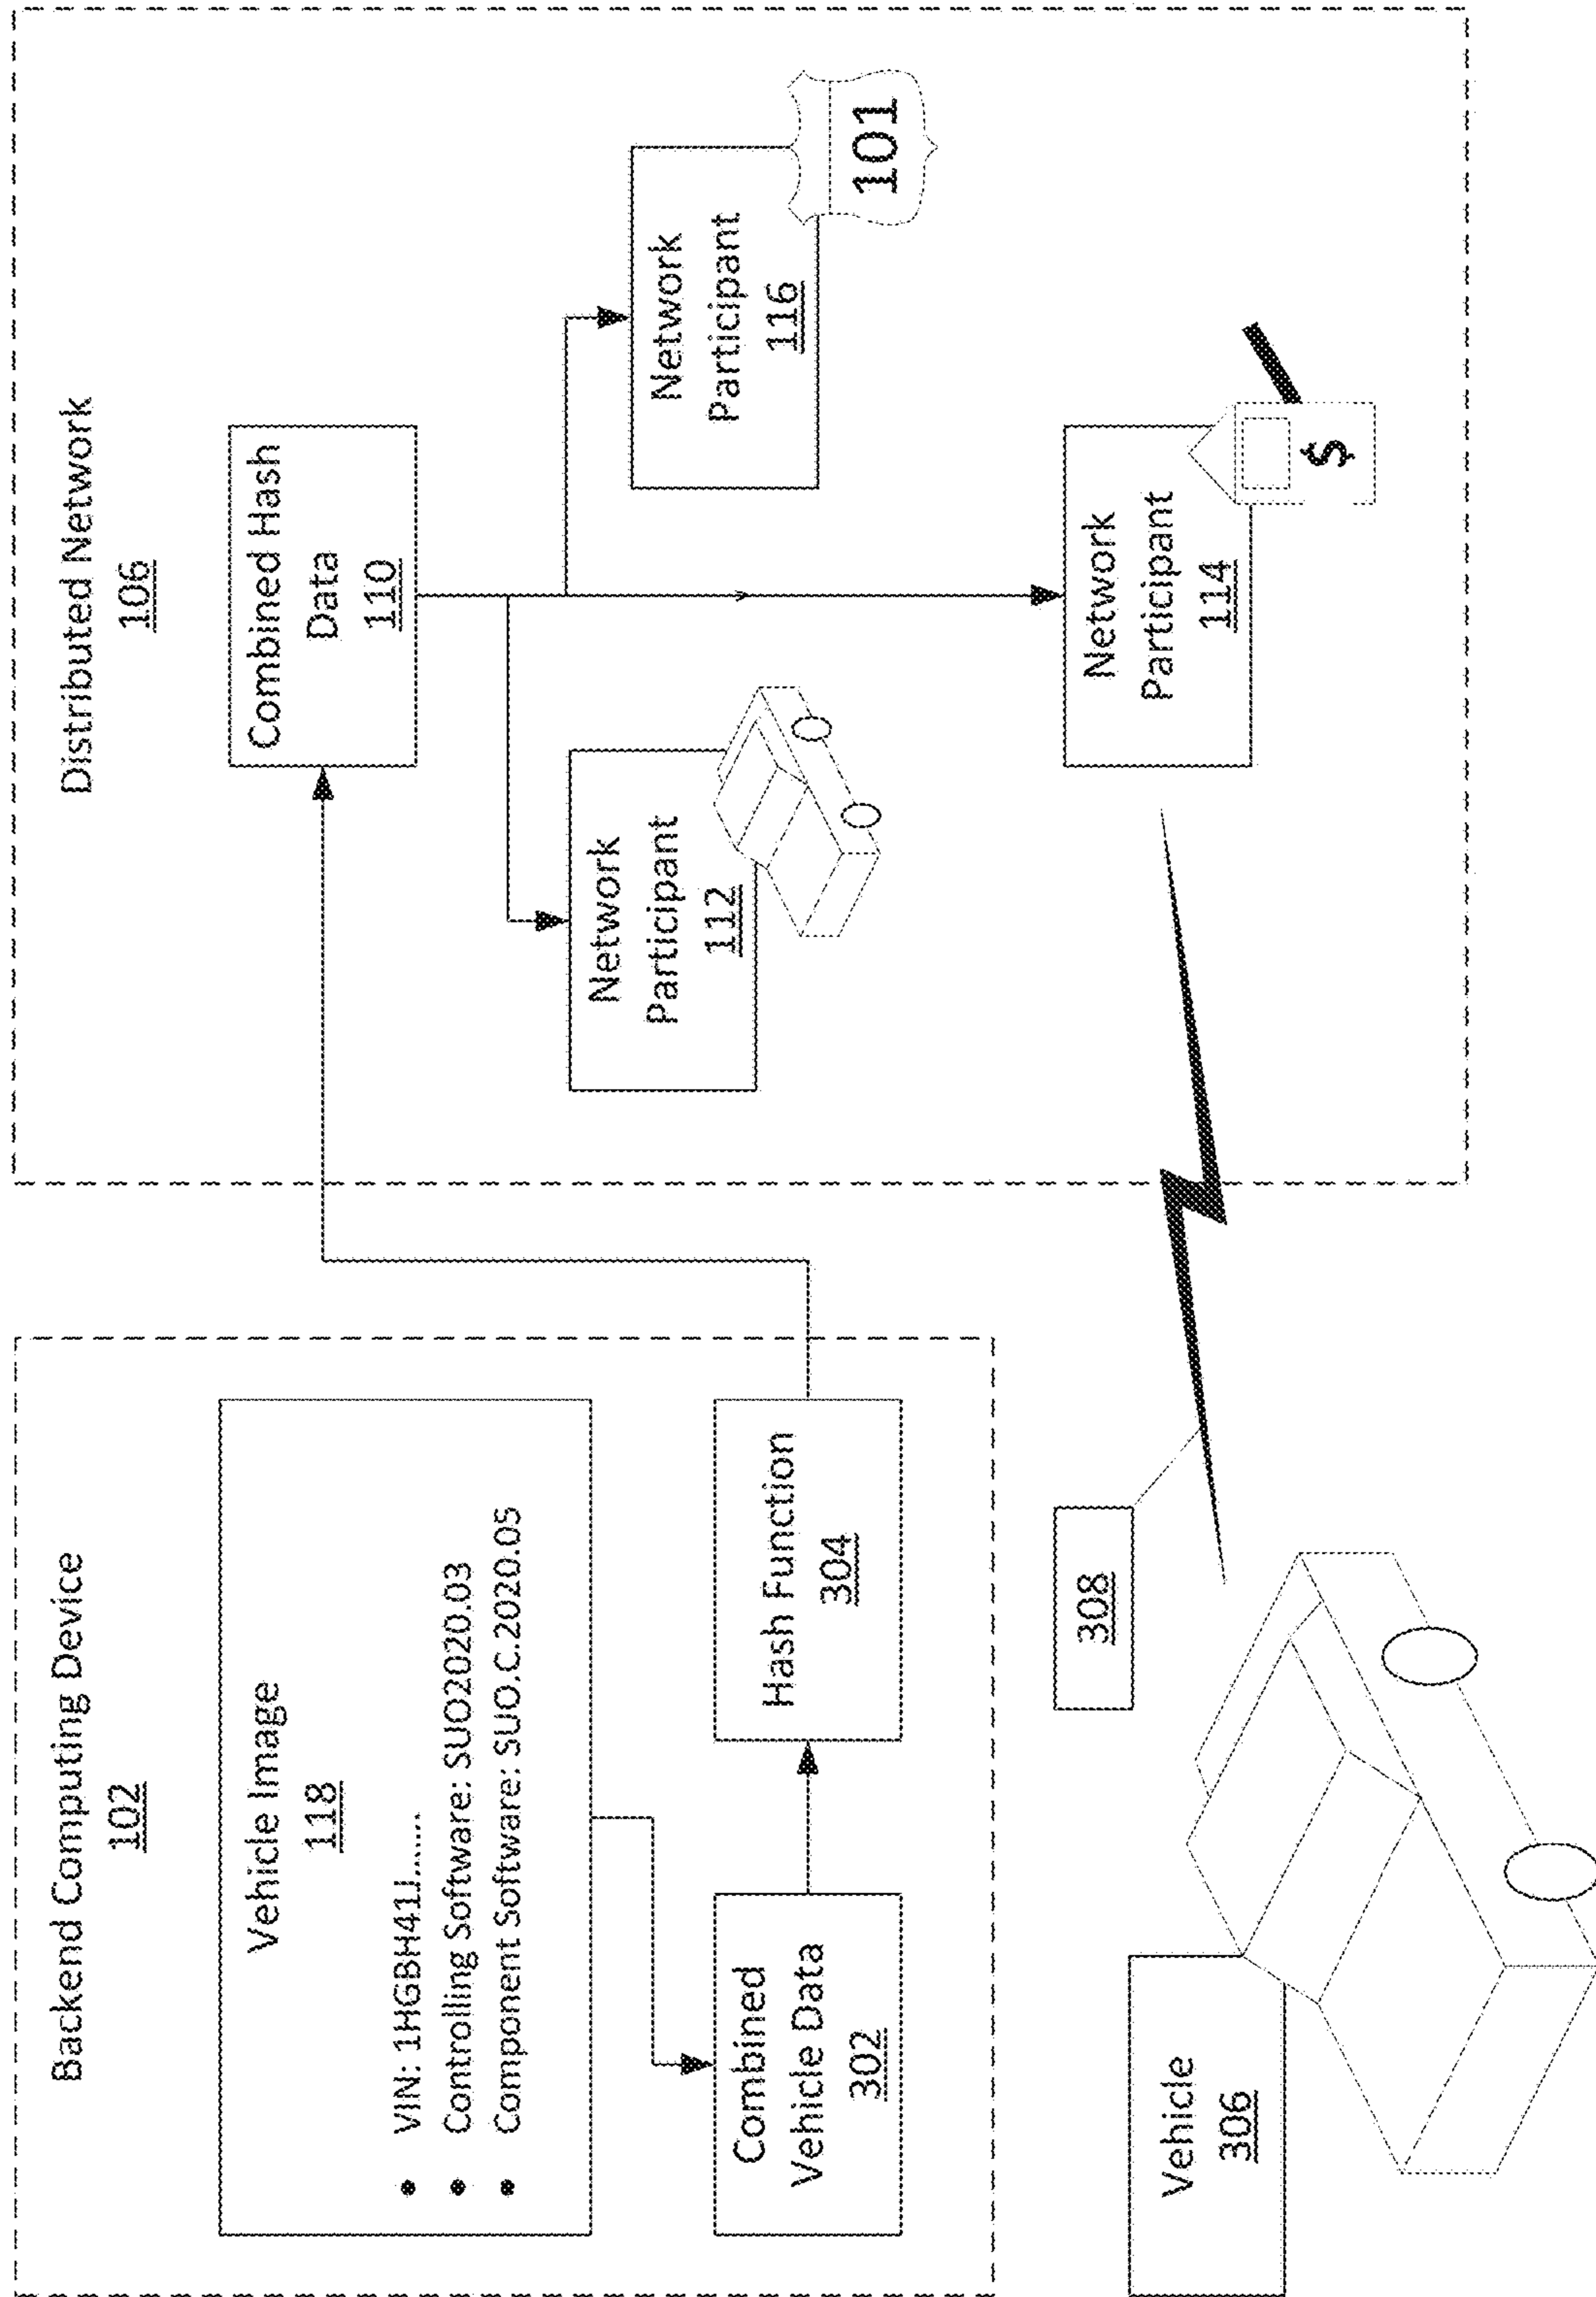 Backend Computing Device
102
Vehicle Image
118
• VIN: 1HGBH41J......
• Controlling Software: SUO2020.03
• Component Software: SUO.C.2020.05
Combined
Vehicle Data
302
Hash Function
304
Vehicle
306
308
Distributed Network
106
Combined Hash
Data
110
Network
Participant
112
Network
Participant
116
101
Network
Participant
114
$